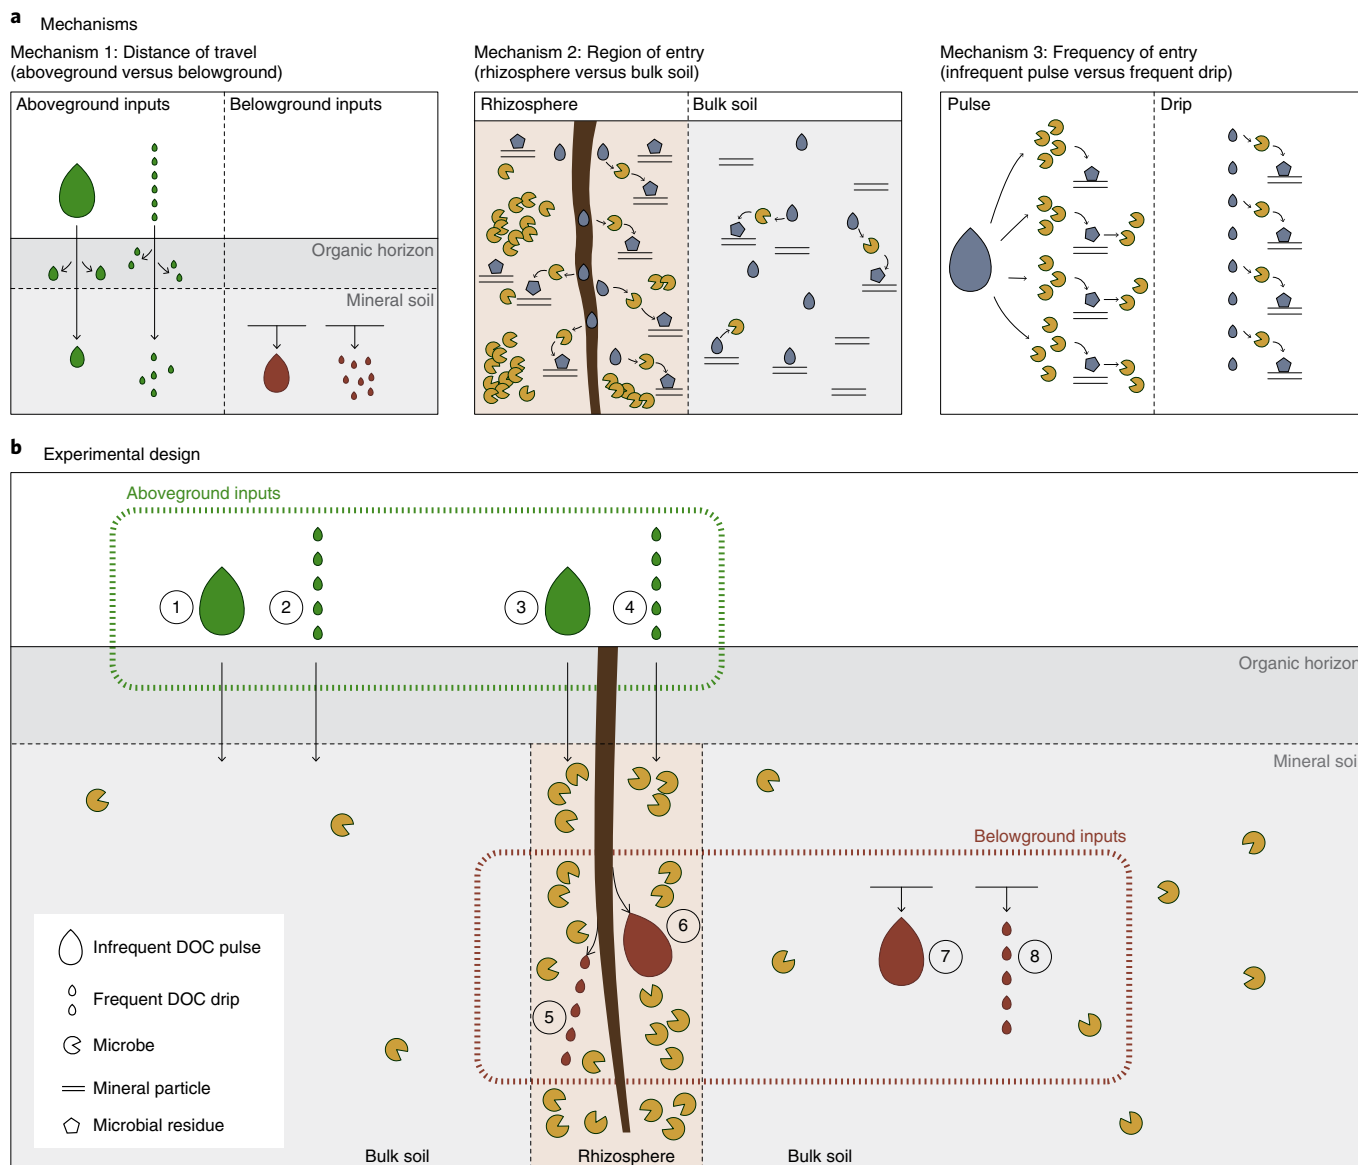 a Mechanisms
Mechanism 1: Distance of travel
(aboveground versus belowground)
Aboveground inputs
Belowground inputs
Organic horizon
Mineral soil
Mechanism 2: Region of entry
(rhizosphere versus bulk soil)
Rhizosphere
Bulk soil
Mechanism 3: Frequency of entry
(infrequent pulse versus frequent drip)
Pulse
Drip
b Experimental design
Aboveground inputs
1
2
3
4
Organic horizon
Mineral soil
Belowground inputs
6
7
8
5
Infrequent DOC pulse
Frequent DOC drip
Microbe
Mineral particle
Microbial residue
Bulk soil
Rhizosphere
Bulk soil